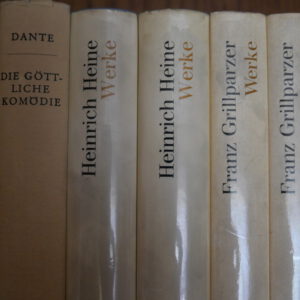 DANTE
DIE GÖTT-
LICHE
KOMÖDIE
Heinrich Heine
Werke
Heinrich Heine
Werke
Franz Grillparzer
Werke
Franz Grillparzer